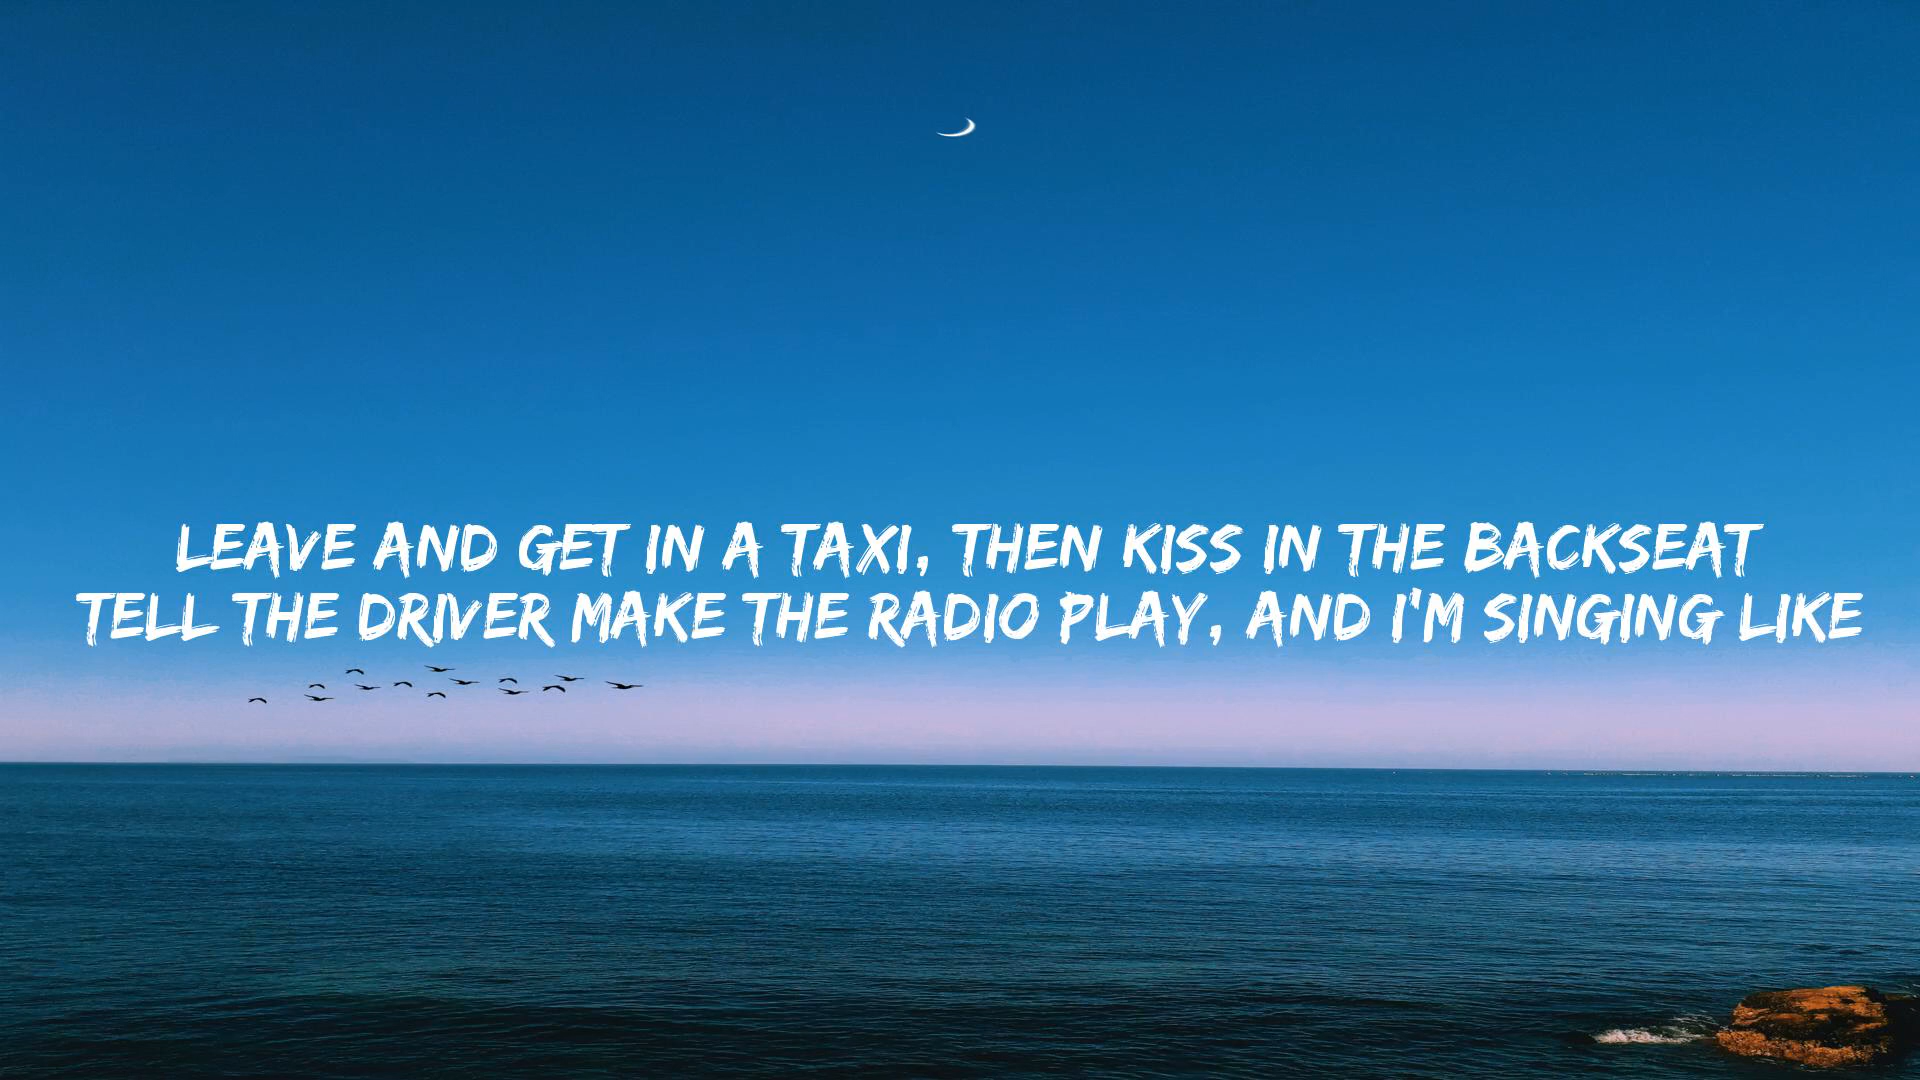 LEAVE AND GET IN A TAXI, THEN KISS IN THE BACKSEAT
TELL THE DRIVER MAKE THE RADIO PLAY, AND I'M SINGING LIKE